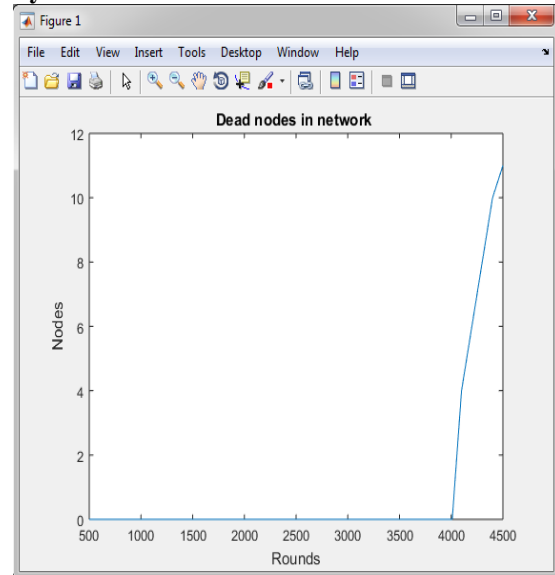 Figure 1
File Edit View Insert Tools Desktop Window Help
Dead nodes in network
12
10
8
6
4
2
0
Nodes
500 1000 1500 2000 2500 3000 3500 4000 4500
Rounds